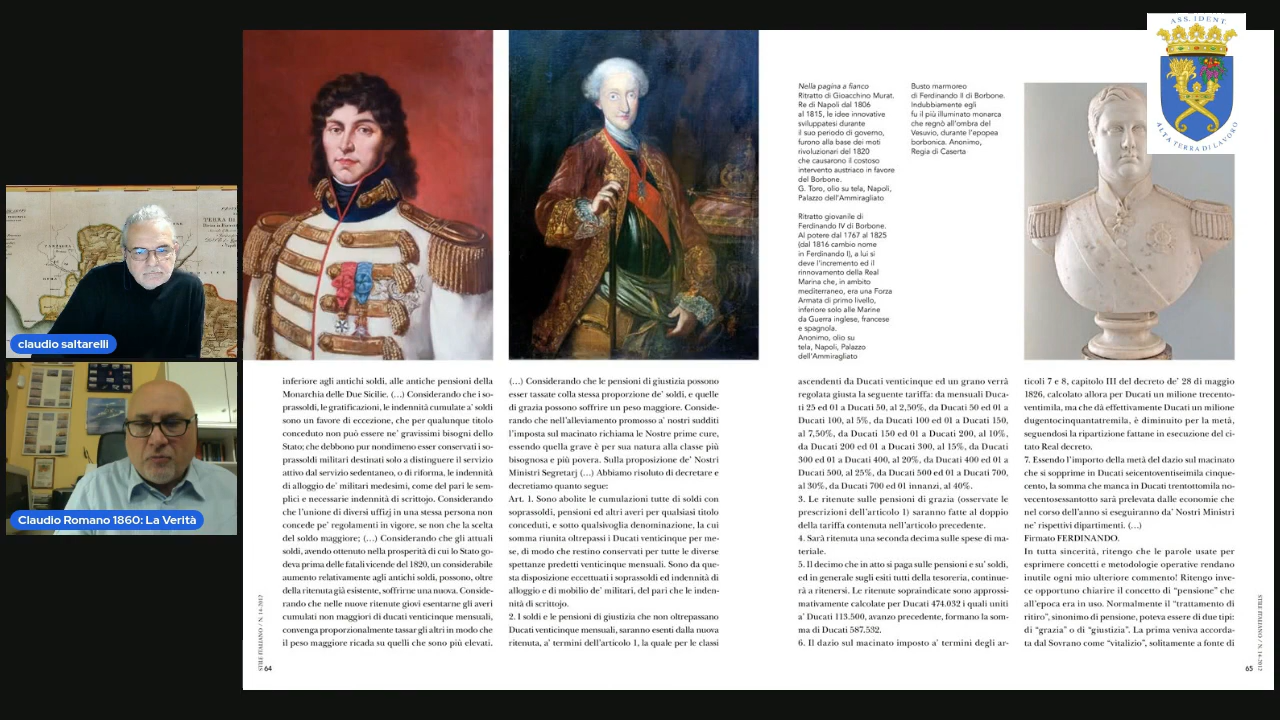 ASS. IDENT.
ALTA TERRA DI LAVORO
claudio saltarelli
Claudio Romano 1860: La Verità
Nella pagina a fianco
Ritratto di Gioacchino Murat.
Re di Napoli dal 1806
al 1815, le idee innovative
sviluppatesi durante
il suo periodo di governo,
furono alla base dei moti
rivoluzionari del 1820
che causarono il costoso
intervento austriaco in favore
del Borbone.
G. Toro, olio su tela, Napoli,
Palazzo dell'Ammiragliato
Ritratto giovanile di
Ferdinando IV di Borbone.
Al potere dal 1767 al 1825
(dal 1816 cambio nome
in Ferdinando I), a lui si
deve l'incremento ed il
rinnovamento della Real
Marina che, in ambito
mediterraneo, era una Forza
Armata di primo livello,
inferiore solo alle Marine
da Guerra inglese, francese
e spagnola.
Anonimo, olio su
tela, Napoli, Palazzo
dell'Ammiragliato
Busto marmoreo
di Ferdinando II di Borbone.
Indubbiamente egli
fu il più illuminato monarca
che regnò all'ombra del
Vesuvio, durante l'epopea
borbonica. Anonimo,
Regia di Caserta
inferiore agli antichi soldi, alle antiche pensioni della
Monarchia delle Due Sicilie. (…) Considerando che i so-
prassoldi, le gratificazioni, le indennità cumulate a' soldi
sono un favore di eccezione, che per qualunque titolo
conceduto non può essere ne' gravissimi bisogni dello
Stato; che debbono pur nondimeno esser conservati i so-
prassoldi militari destinati solo a distinguere il servizio
attivo dal servizio sedentaneo, o di riforma, le indennità
di alloggio de' militari medesimi, come del pari le sem-
plici e necessarie indennità di scrittojo. Considerando
che l'unione di diversi uffizj in una stessa persona non
concede pe' regolamenti in vigore, se non che la scelta
del soldo maggiore; (…) Considerando che gli attuali
soldi, avendo ottenuto nella prosperità di cui lo Stato go-
deva prima delle fatali vicende del 1820, un considerabile
aumento relativamente agli antichi soldi, possono, oltre
della ritenuta già esistente, soffrirne una nuova. Conside-
rando che nelle nuove ritenute giovi esentarne gli averi
cumulati non maggiori di ducati venticinque mensuali,
convenga proporzionalmente tassar gli altri in modo che
il peso maggiore ricada su quelli che sono più elevati.
(…) Considerando che le pensioni di giustizia possono
esser tassate colla stessa proporzione de' soldi, e quelle
di grazia possono soffrire un peso maggiore. Conside-
rando che nell'alleviamento promosso a' nostri sudditi
l'imposta sul macinato richiama le Nostre prime cure,
essendo quella grave è per sua natura alla classe più
bisognosa e più povera. Sulla proposizione de' Nostri
Ministri Segretarj (…) Abbiamo risoluto di decretare e
decretiamo quanto segue:
Art. 1. Sono abolite le cumulazioni tutte di soldi con
soprassoldi, pensioni ed altri averi per qualsiasi titolo
conceduti, e sotto qualsivoglia denominazione, la cui
somma riunita oltrepassi i Ducati venticinque per me-
se, di modo che restino conservati per tutte le diverse
spettanze predetti venticinque mensuali. Sono da que-
sta disposizione eccettuati i soprassoldi ed indennità di
alloggio e di mobilio de' militari, del pari che le inden-
nità di scrittojo.
2. I soldi e le pensioni di giustizia che non oltrepassano
Ducati venticinque mensuali, saranno esenti dalla nuova
ritenuta, a' termini dell'articolo 1, la quale per le classi
ascendenti da Ducati venticinque ed un grano verrà
regolata giusta la seguente tariffa: da mensuali Duca-
ti 25 ed 01 a Ducati 50, al 2,50%, da Ducati 50 ed 01 a
Ducati 100, al 5%, da Ducati 100 ed 01 a Ducati 150,
al 7,50%, da Ducati 150 ed 01 a Ducati 200, al 10%,
da Ducati 200 ed 01 a Ducati 300, al 15%, da Ducati
300 ed 01 a Ducati 400, al 20%, da Ducati 400 ed 01 a
Ducati 500, al 25%, da Ducati 500 ed 01 a Ducati 700,
al 30%, da Ducati 700 ed 01 innanzi, al 40%.
3. Le ritenute sulle pensioni di grazia (osservate le
prescrizioni dell'articolo 1) saranno fatte al doppio
della tariffa contenuta nell'articolo precedente.
4. Sarà ritenuta una seconda decima sulle spese di ma-
teriale.
5. Il decimo che in atto si paga sulle pensioni e su' soldi,
ed in generale sugli esiti tutti della tesoreria, continue-
rà a ritenersi. Le ritenute sopraindicate sono approssi-
mativamente calcolate per Ducati 474.032 i quali uniti
a' Ducati 113.500, avanzo precedente, formano la som-
ma di Ducati 587.532.
6. Il dazio sul macinato imposto a' termini degli ar-
ticoli 7 e 8, capitolo III del decreto de' 28 di maggio
1826, calcolato allora per Ducati un milione trecento-
ventimila, ma che dà effettivamente Ducati un milione
dugentocinquantatremila, è diminuito per la metà,
seguendosi la ripartizione fattane in esecuzione del ci-
tato Real decreto.
7. Essendo l'importo della metà del dazio sul macinato
che si sopprime in Ducati seicentoventiseimila cinque-
cento, la somma che manca in Ducati trentottomila no-
vecentosessantotto sarà prelevata dalle economie che
nel corso dell'anno si eseguiranno da' Nostri Ministri
ne' rispettivi dipartimenti. (…)
Firmato FERDINANDO.
In tutta sincerità, ritengo che le parole usate per
esprimere concetti e metodologie operative rendano
inutile ogni mio ulteriore commento! Ritengo inve-
ce opportuno chiarire il concetto di "pensione" che
all'epoca era in uso. Normalmente il "trattamento di
ritiro", sinonimo di pensione, poteva essere di due tipi:
di "grazia" o di "giustizia". La prima veniva accorda-
ta dal Sovrano come "vitalizio", solitamente a fonte di
STILE ITALIANO / N. 14-2017
64
65
STILE ITALIANO / N. 14-2017